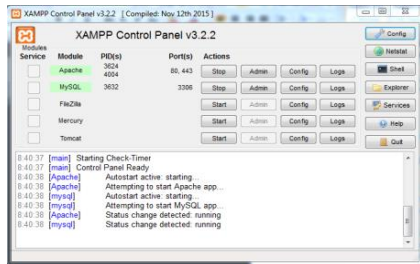 XAMPP Control Panel v3.2.2 [ Compiled: Nov 12th 2015 ]
XAMPP Control Panel v3.2.2
Config
Modules
Service Module PID(s) Port(s) Actions
Netstat
Apache 3624 4004 80, 443 Stop Admin Config Logs
Shell
MySQL 3632 3306 Stop Admin Config Logs
Explorer
FileZilla Start Admin Config Logs
Services
Mercury Start Admin Config Logs
Help
Tomcat Start Admin Config Logs
Quit
8:40:37 [main] Starting Check-Timer
8:40:37 [main] Control Panel Ready
8:40:38 [Apache] Autostart active: starting...
8:40:38 [Apache] Attempting to start Apache app...
8:40:38 [mysql] Autostart active: starting...
8:40:38 [mysql] Attempting to start MySQL app...
8:40:38 [Apache] Status change detected: running
8:40:38 [mysql] Status change detected: running